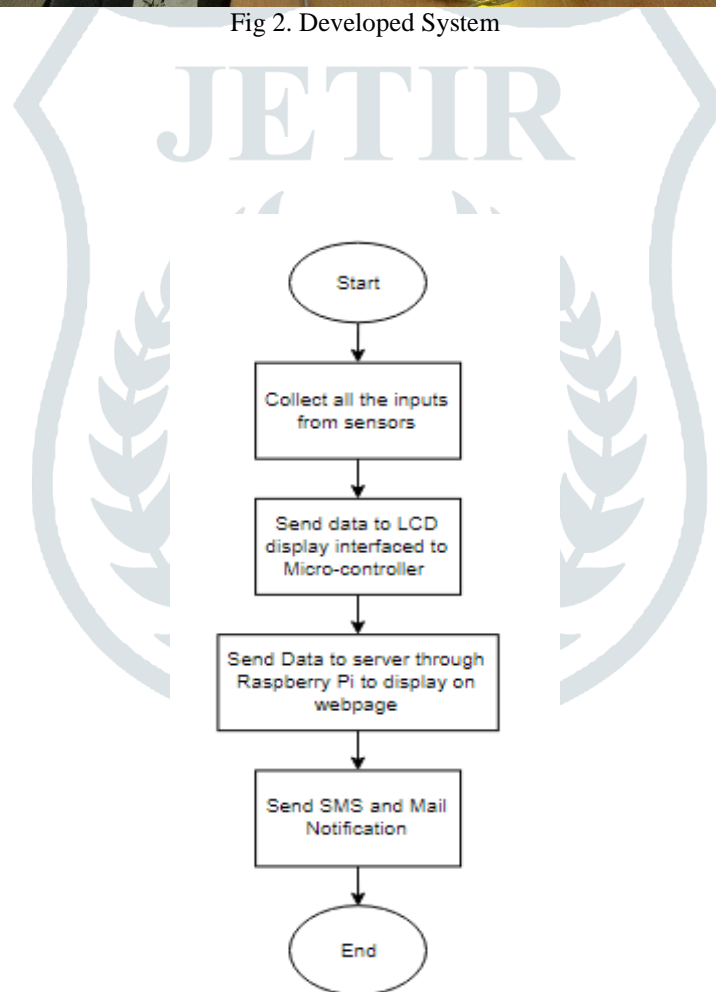 Fig 2. Developed System
JETIR
Start
Collect all the inputs
from sensors
Send data to LCD
display interfaced to
Micro-controller
Send Data to server through
Raspberry Pi to display on
webpage
Send SMS and Mail
Notification
End